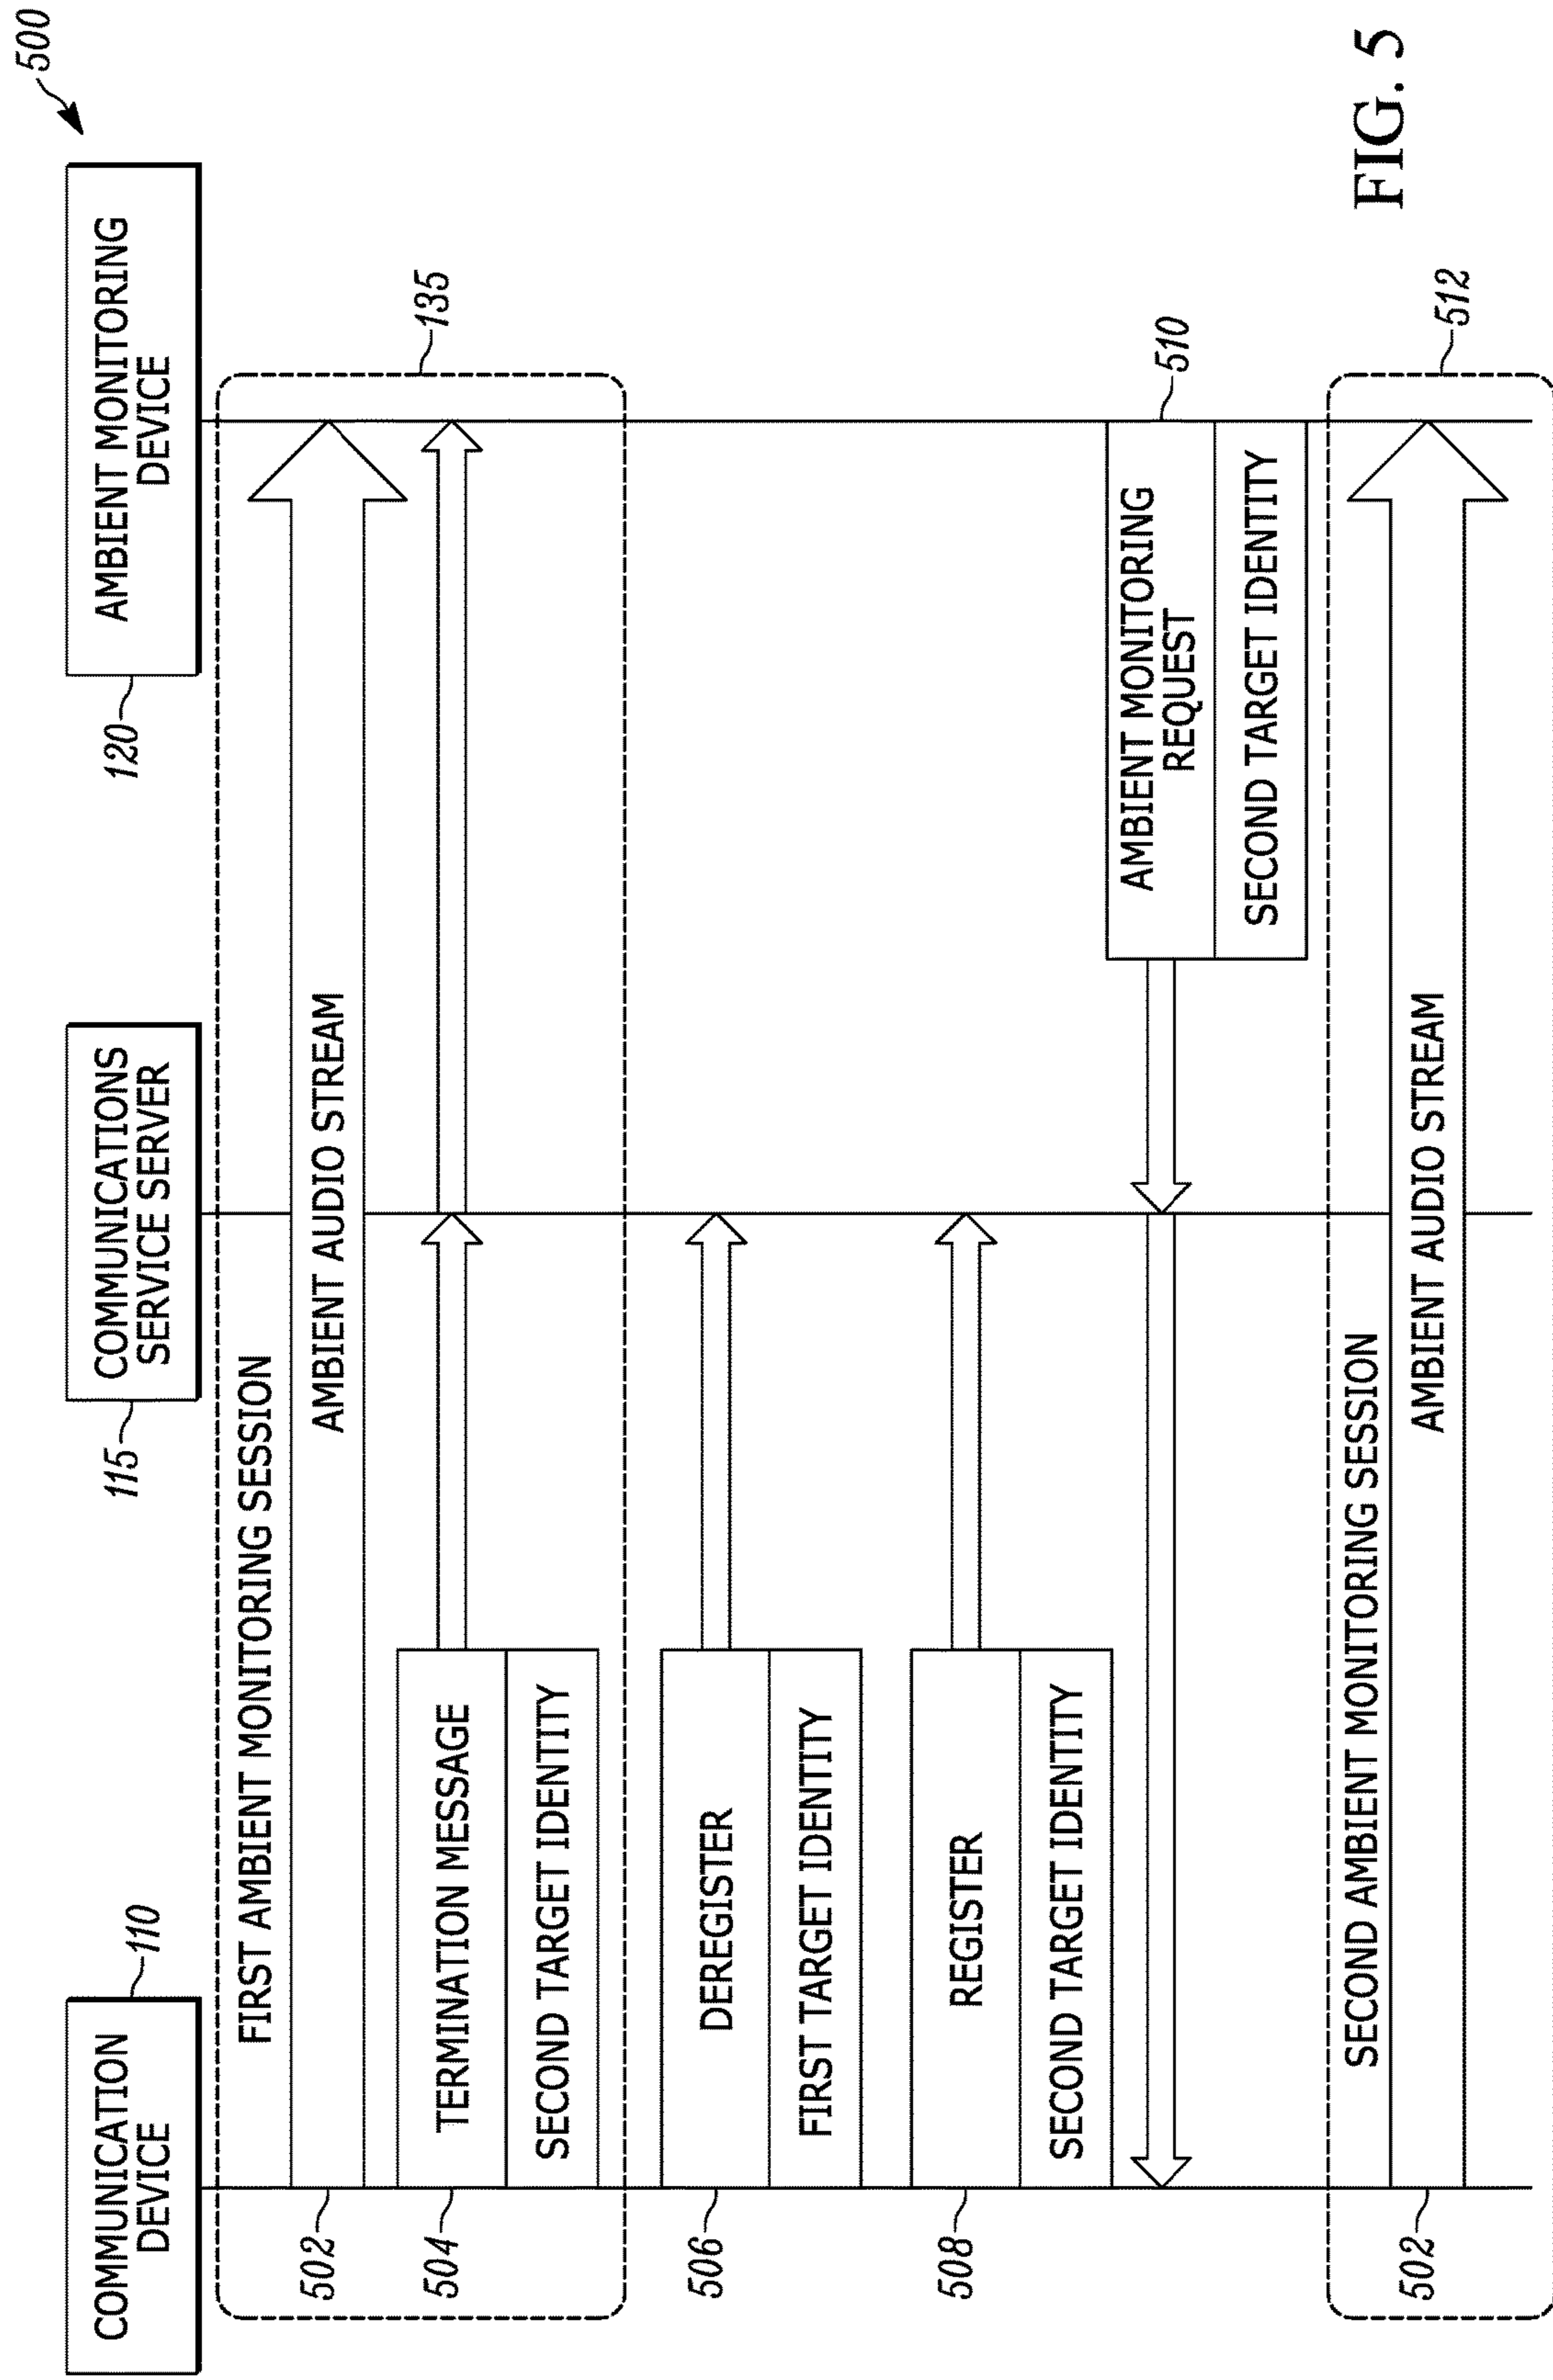 500
COMMUNICATION
DEVICE
110
COMMUNICATIONS
SERVICE SERVER
115
AMBIENT MONITORING
DEVICE
120
FIRST AMBIENT MONITORING SESSION
135
502
AMBIENT AUDIO STREAM
504
TERMINATION MESSAGE
SECOND TARGET IDENTITY
506
DEREGISTER
FIRST TARGET IDENTITY
508
REGISTER
SECOND TARGET IDENTITY
510
AMBIENT MONITORING
REQUEST
SECOND TARGET IDENTITY
SECOND AMBIENT MONITORING SESSION
512
502
AMBIENT AUDIO STREAM
FIG. 5